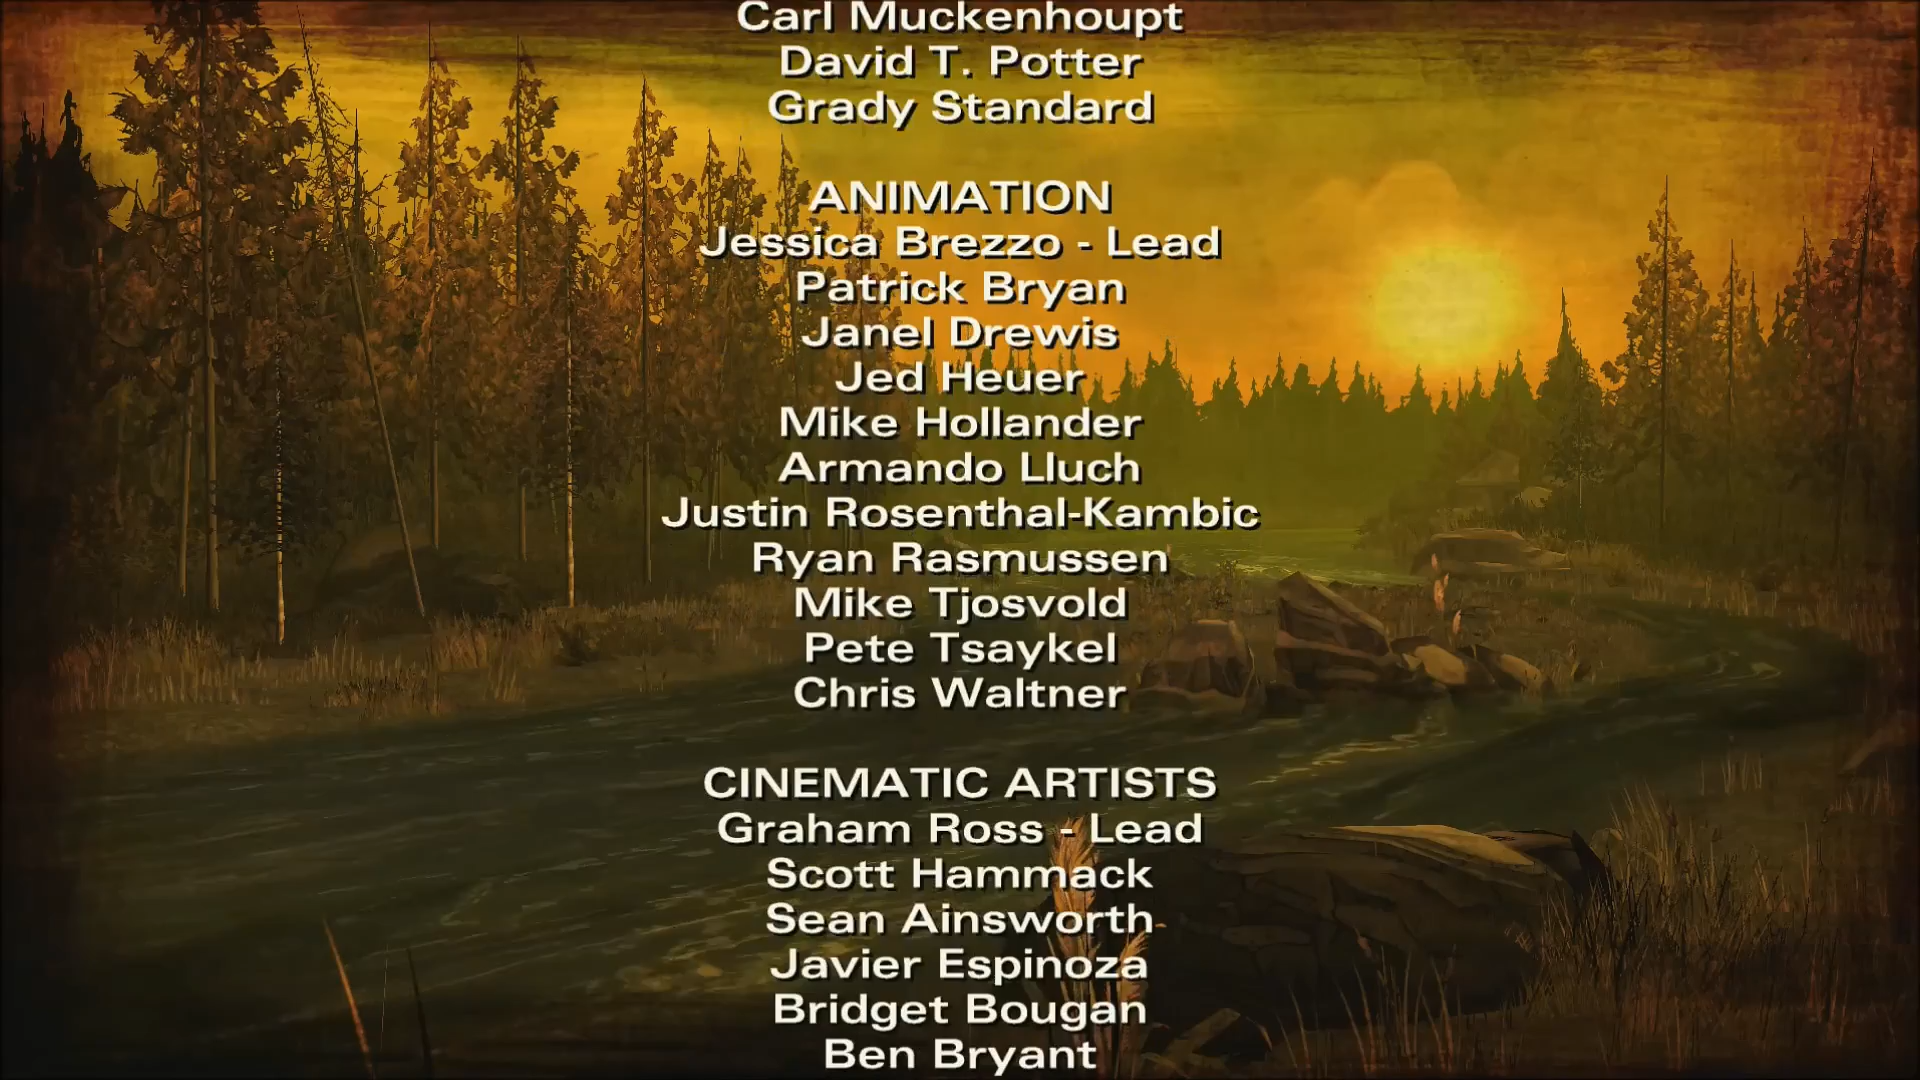 Carl Muckenhoupt
David T. Potter
Grady Standard
ANIMATION
Jessica Brezzo - Lead
Patrick Bryan
Janel Drewis
Jed Heuer
Mike Hollander
Armando Lluch
Justin Rosenthal-Kambic
Ryan Rasmussen
Mike Tjosvold
Pete Tsaykel
Chris Waltner
CINEMATIC ARTISTS
Graham Ross - Lead
Scott Hammack
Sean Ainsworth
Javier Espinoza
Bridget Bougan
Ben Bryant